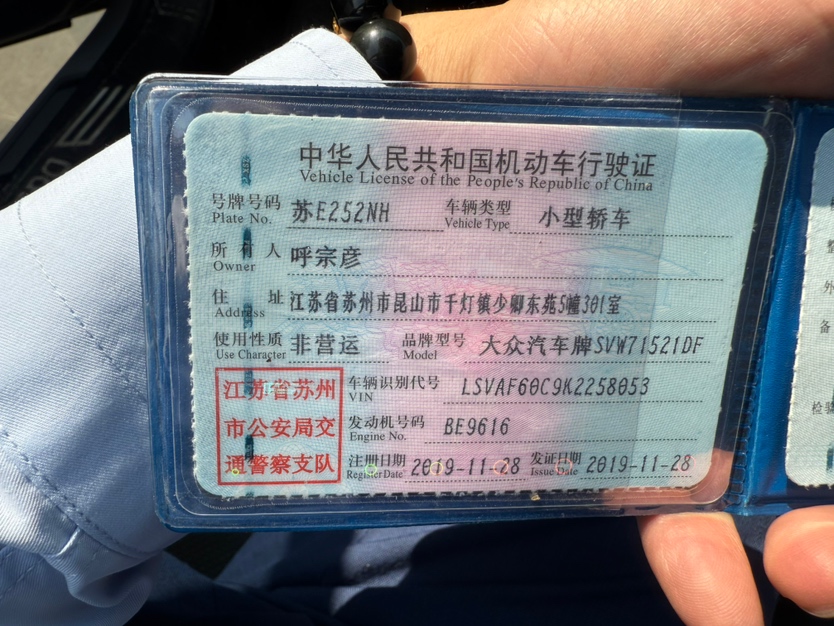 中华人民共和国机动车行驶证
Vehicle License of the People's Republic of China
号牌号码 苏E252NH 车辆类型 小型轿车
Plate No. Vehicle Type
所有人 呼宗彦
Owner
住址 江苏省苏州市昆山市千灯镇少卿东苑5幢301室
Address
使用性质 非营运 品牌型号 大众汽车牌SVW71521DF
Use Character Model
江苏省苏州
市公安局交
通警察支队
车辆识别代号 LSVAF60C9K2258053
VIN
发动机号码 BE9616
Engine No.
注册日期 2019-11-28 发证日期 2019-11-28
Register Date Issue Date
外
备
检验